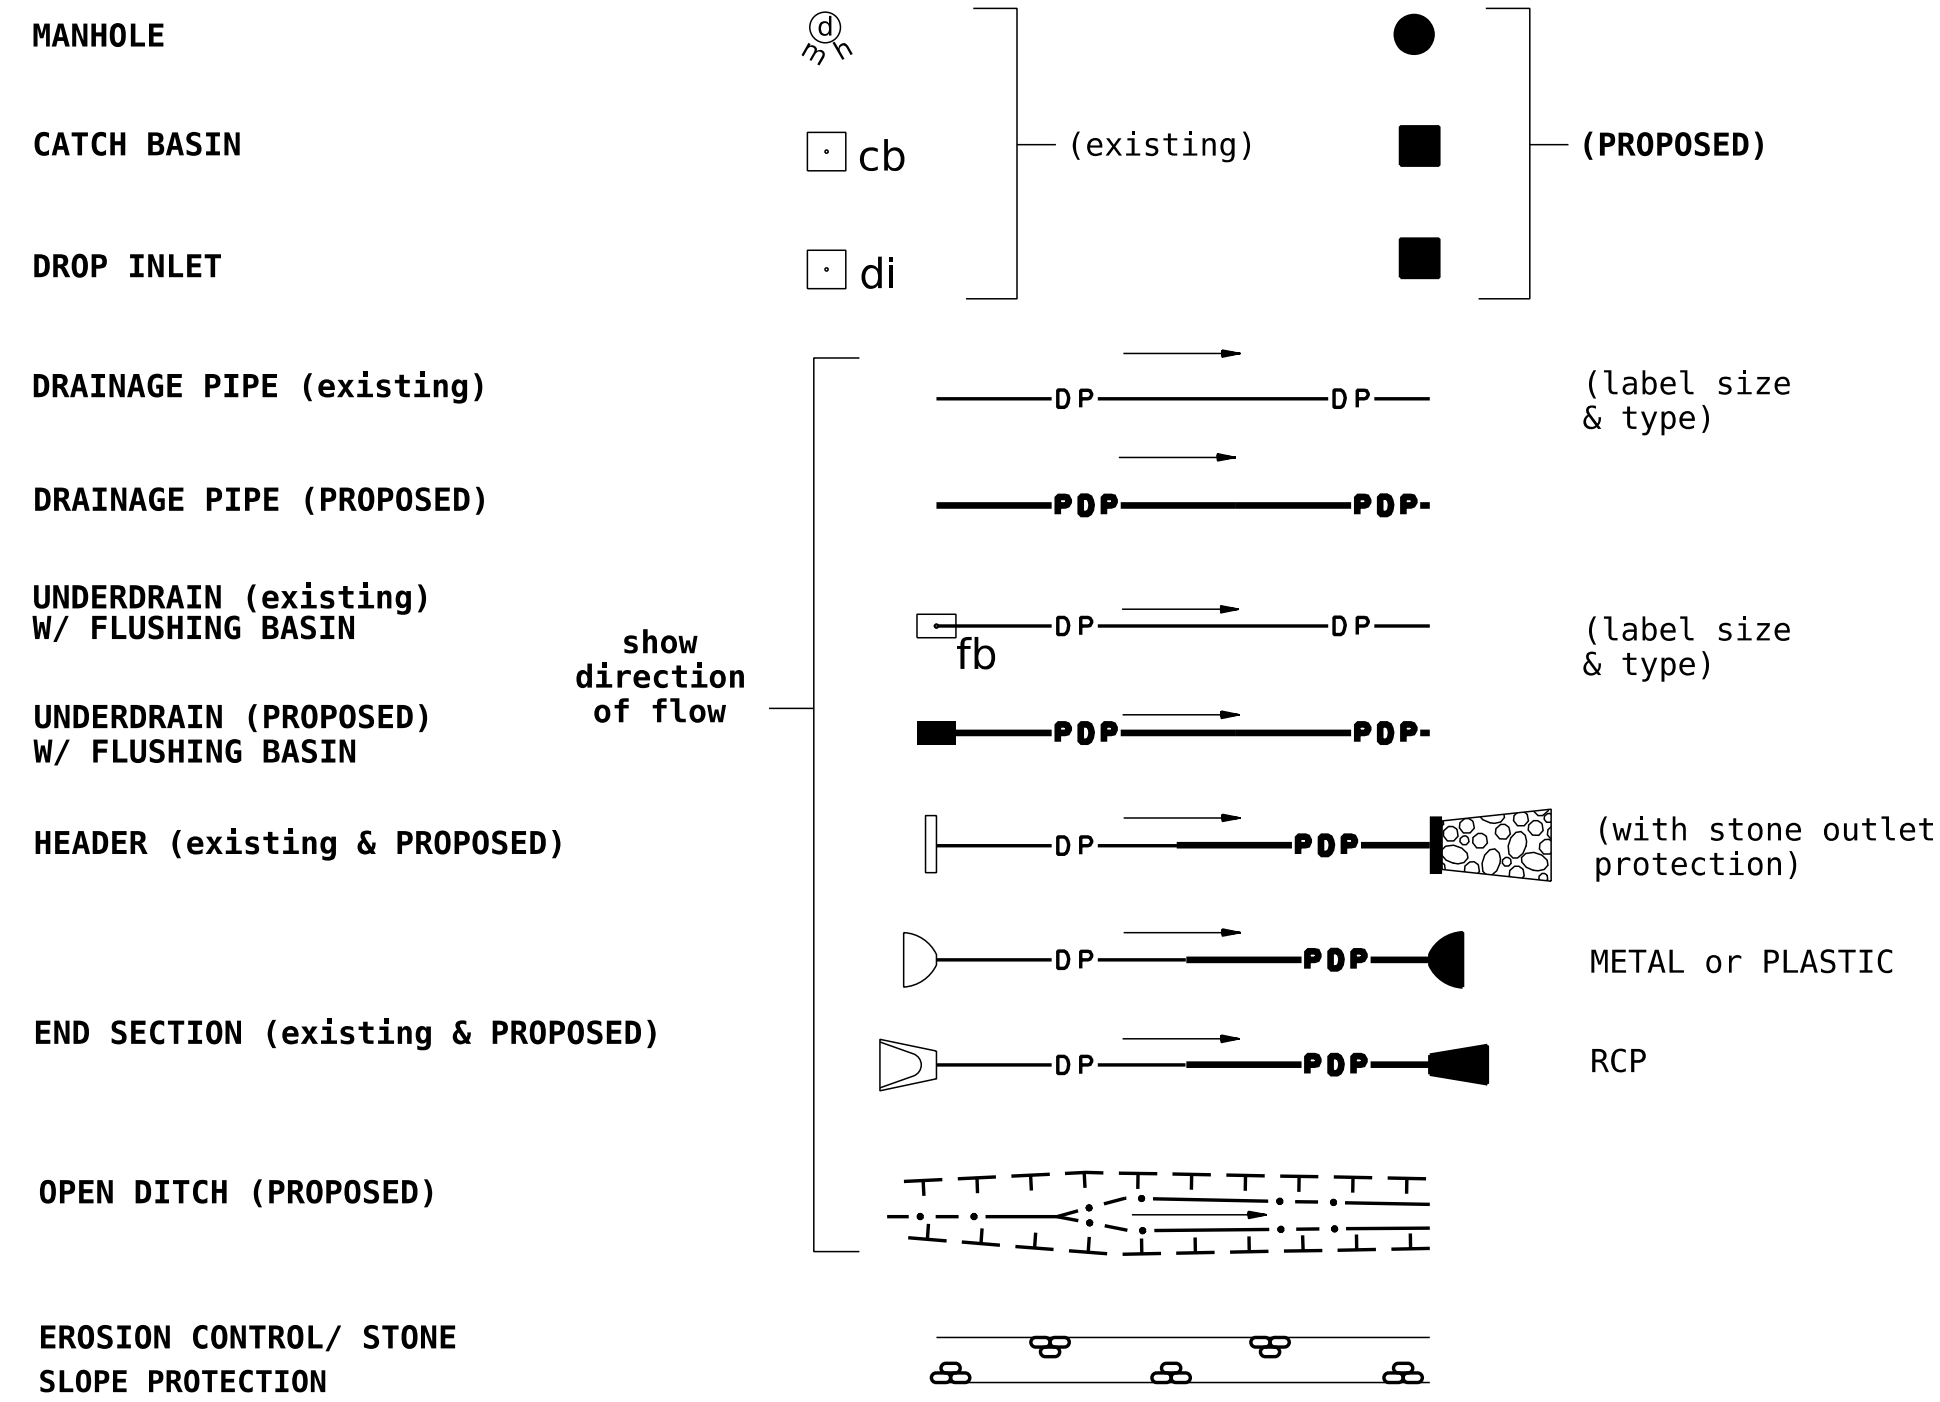 MANHOLE
d
m h
CATCH BASIN
cb
(existing)
(PROPOSED)
DROP INLET
di
DRAINAGE PIPE (existing)
DP DP
(label size
& type)
DRAINAGE PIPE (PROPOSED)
PDP PDP
UNDERDRAIN (existing)
W/ FLUSHING BASIN
DP DP
fb
(label size
& type)
show
direction
of flow
UNDERDRAIN (PROPOSED)
W/ FLUSHING BASIN
PDP PDP
HEADER (existing & PROPOSED)
DP PDP
(with stone outlet
protection)
DP PDP
METAL or PLASTIC
END SECTION (existing & PROPOSED)
DP PDP
RCP
OPEN DITCH (PROPOSED)
EROSION CONTROL/ STONE
SLOPE PROTECTION